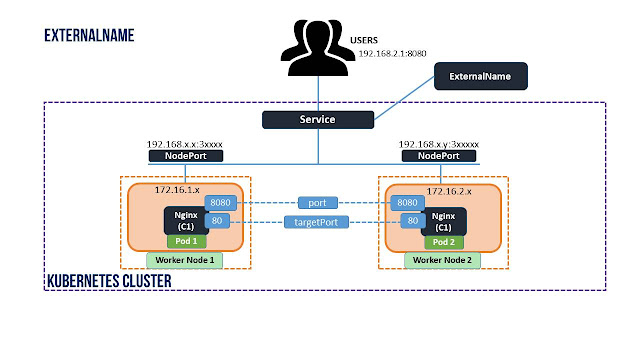 EXTERNALNAME
USERS
192.168.2.1:8080
ExternalName
Service
192.168.x.x:3xxxx
NodePort
192.168.x.y:3xxxxx
NodePort
172.16.1.x
8080
Nginx
(C1)
80
Pod 1
Worker Node 1
port
targetPort
172.16.2.x
8080
Nginx
(C1)
80
Pod 2
Worker Node 2
KUBERNETES CLUSTER